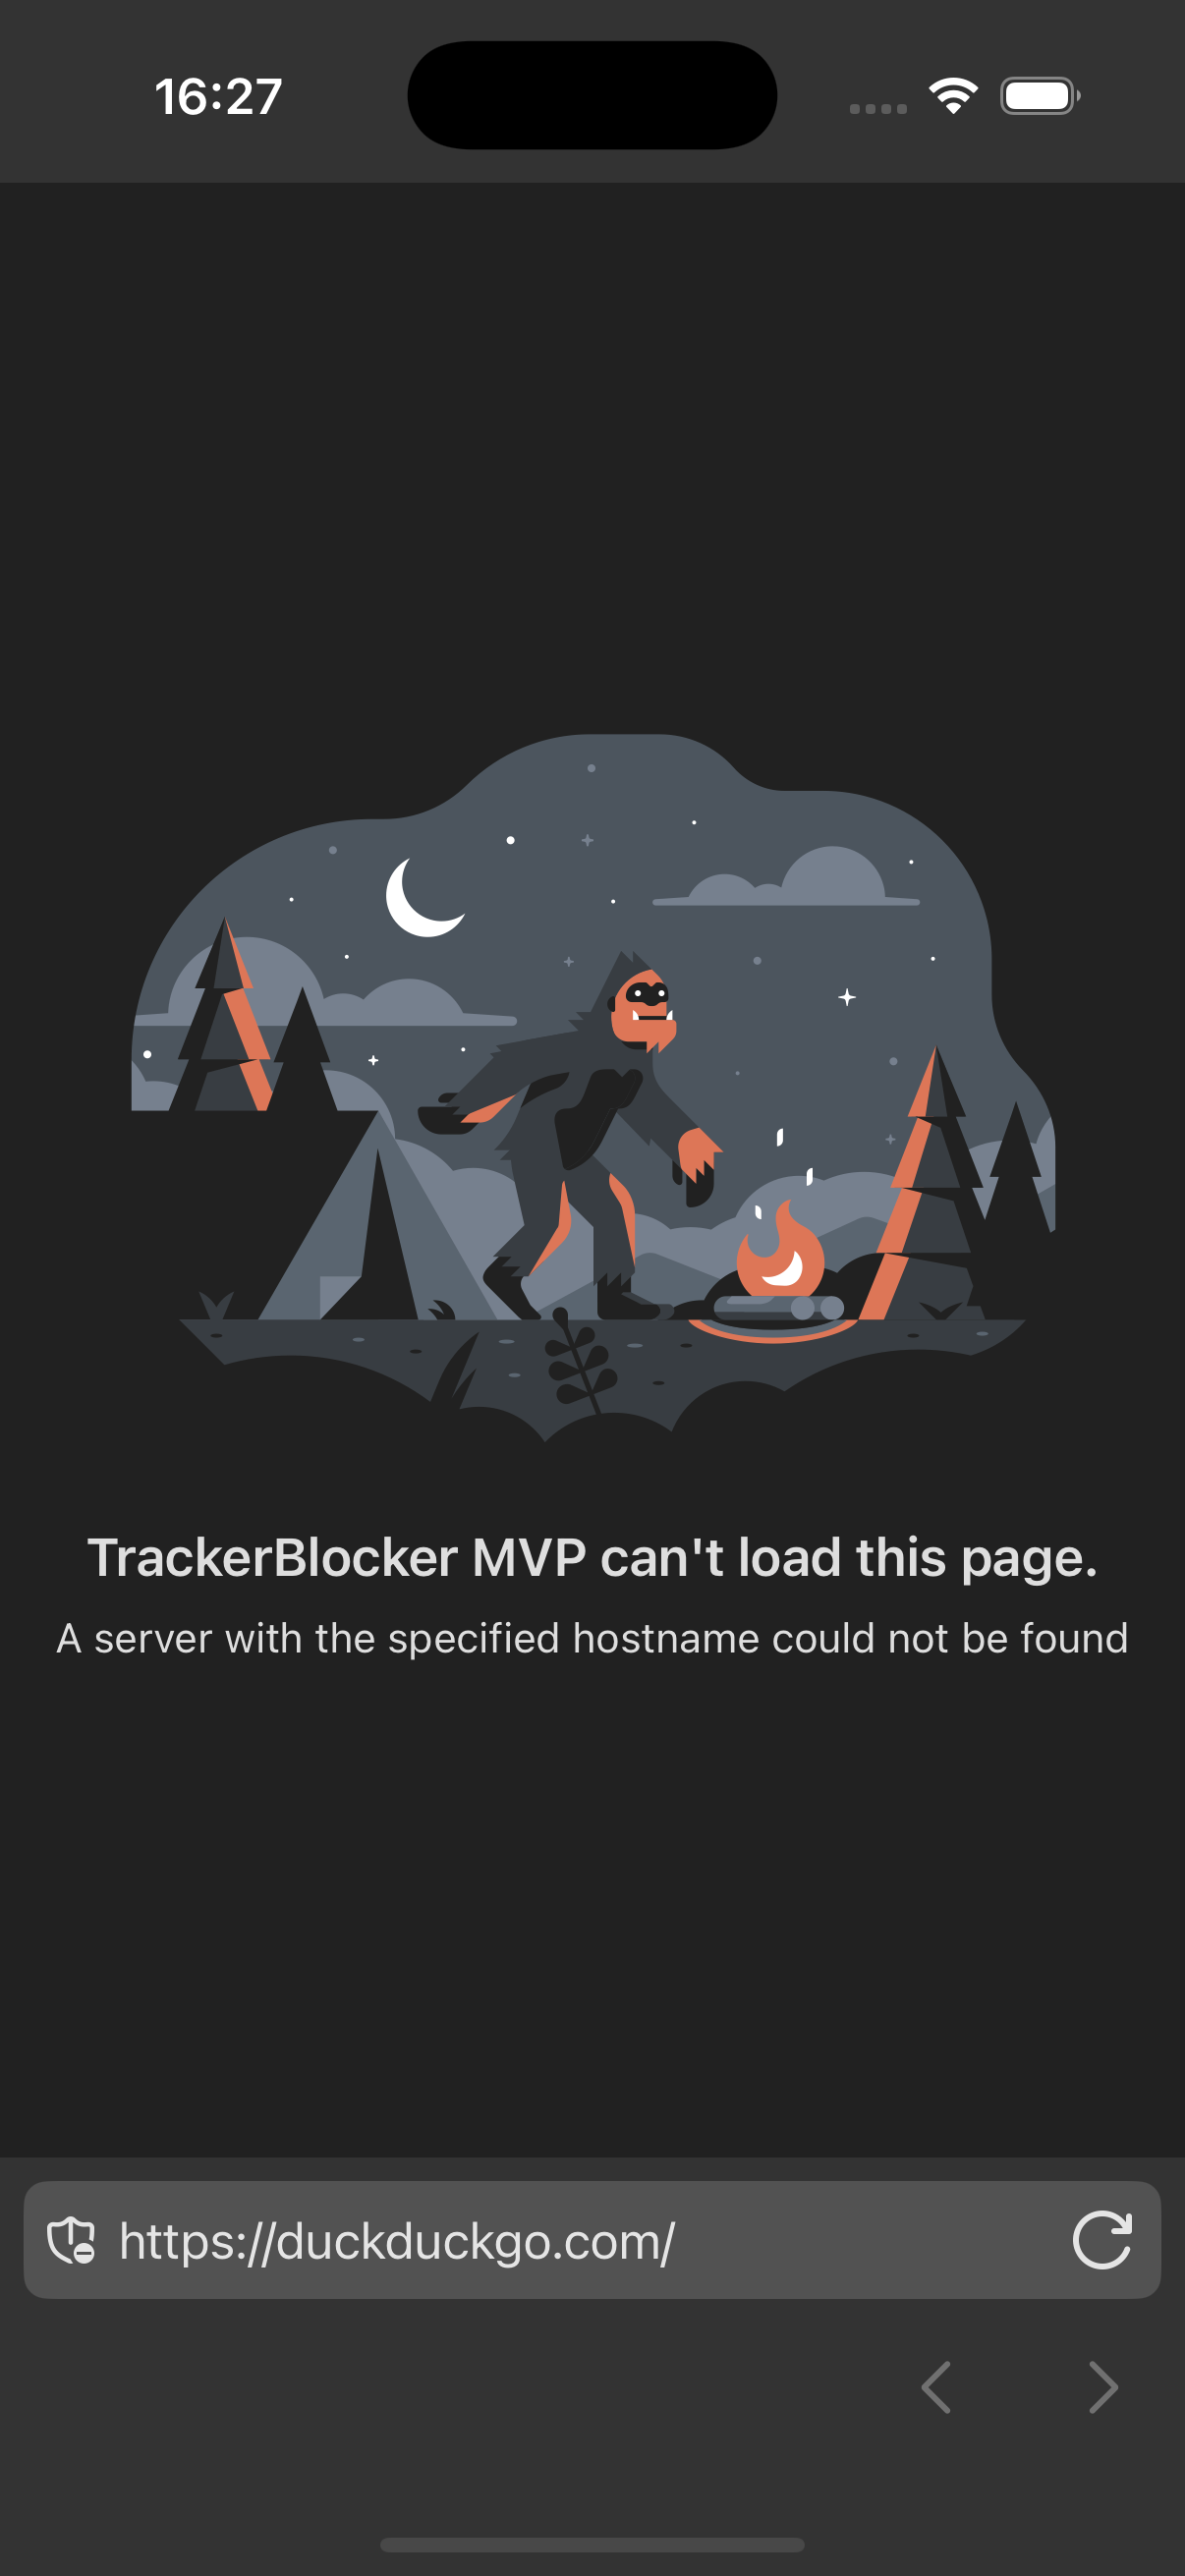 16:27
TrackerBlocker MVP can't load this page.
A server with the specified hostname could not be found
https://duckduckgo.com/